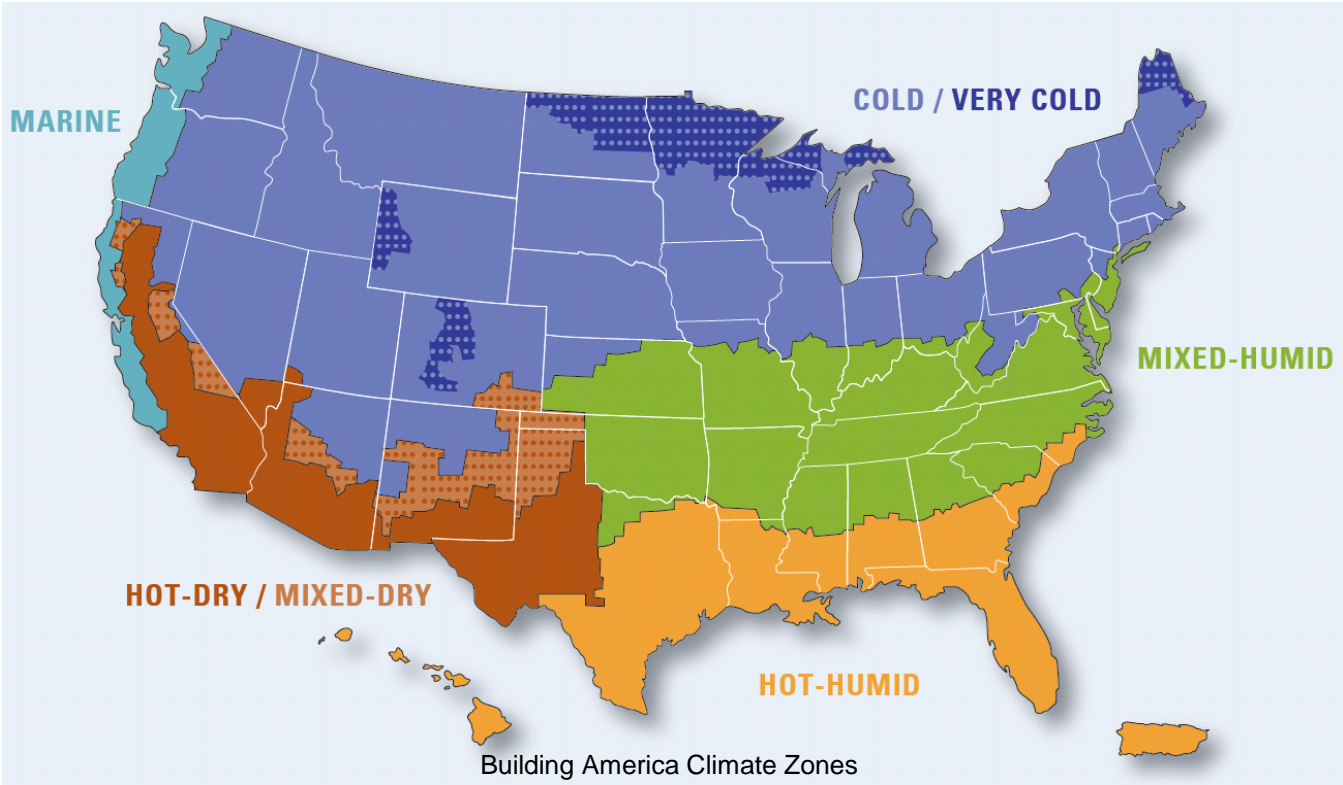 COLD / VERY COLD
MARINE
MIXED-HUMID
HOT-DRY / MIXED-DRY
HOT-HUMID
Building America Climate Zones